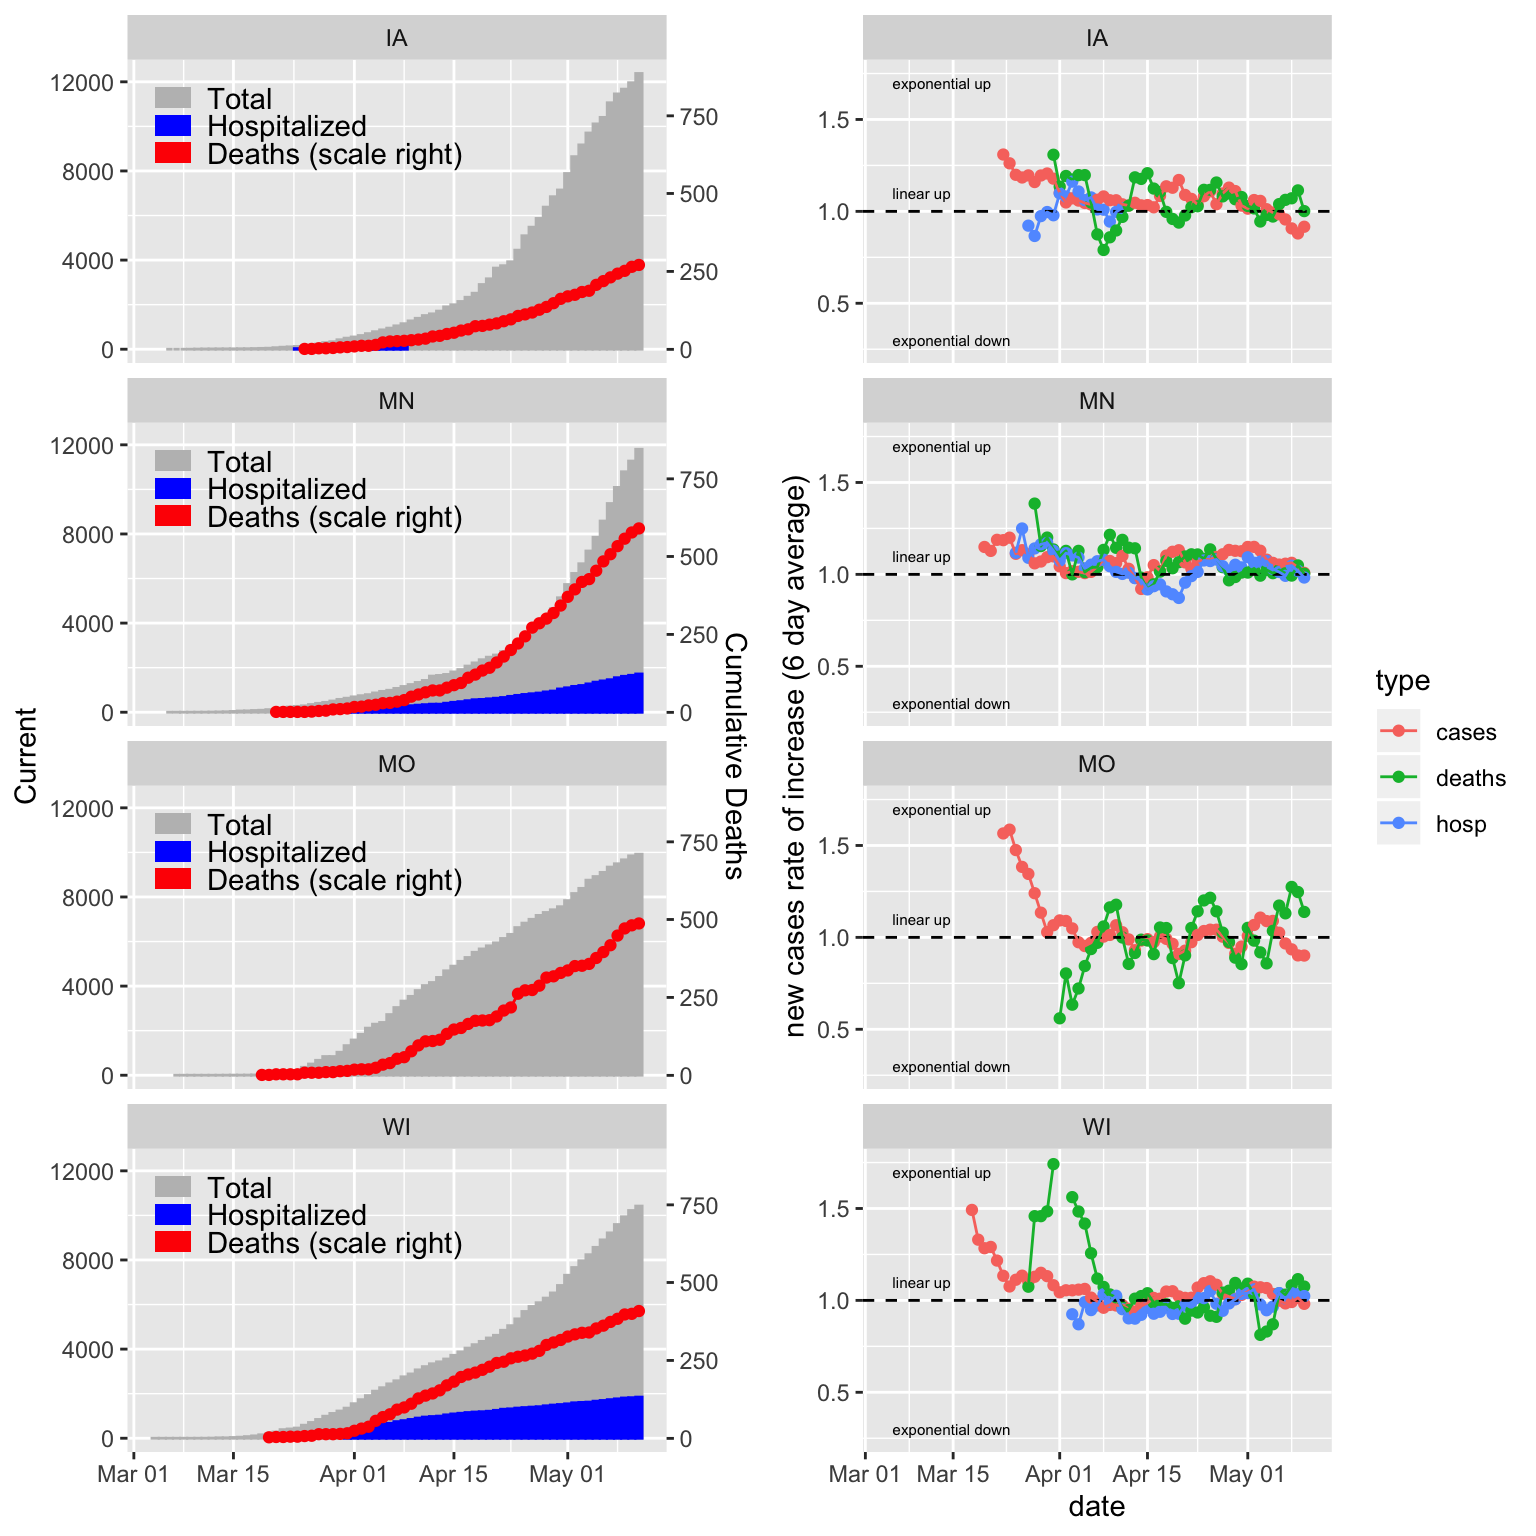 IA
12000
8000
4000
0
750
500
250
0
Total
Hospitalized
Deaths (scale right)
MN
12000
8000
4000
0
750
500
250
0
Total
Hospitalized
Deaths (scale right)
MO
12000
8000
4000
0
750
500
250
0
Total
Hospitalized
Deaths (scale right)
WI
12000
8000
4000
0
750
500
250
0
Total
Hospitalized
Deaths (scale right)
Mar 01 Mar 15 Apr 01 Apr 15 May 01
Current
Cumulative Deaths
IA
1.5
1.0
0.5
exponential up
linear up
exponential down
MN
1.5
1.0
0.5
exponential up
linear up
exponential down
MO
1.5
1.0
0.5
exponential up
linear up
exponential down
WI
1.5
1.0
0.5
exponential up
linear up
exponential down
Mar 01 Mar 15 Apr 01 Apr 15 May 01
date
new cases rate of increase (6 day average)
type
cases
deaths
hosp